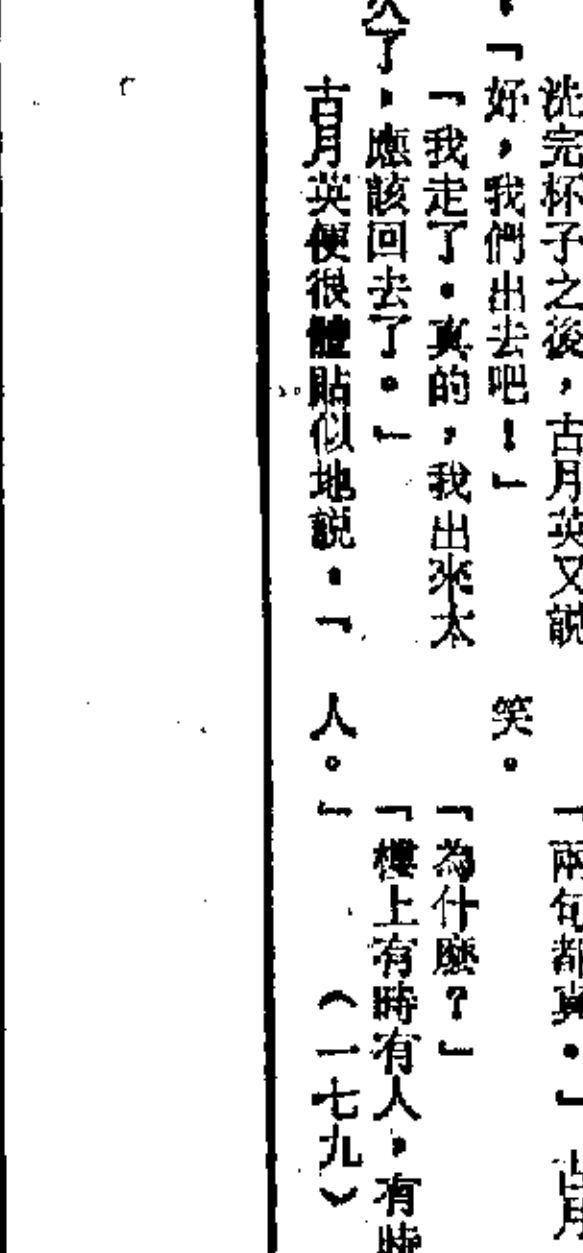 洗完杯子之後，古月英又説
。「好，我們出去吧！」
「我走了。真的，我出來太
久了，應該回去了。」
古月英便很體貼似地説：「
「兩句都真。」古月
笑。
「為什麼？」
「樓上有時有人，有時
人。」（一七九）